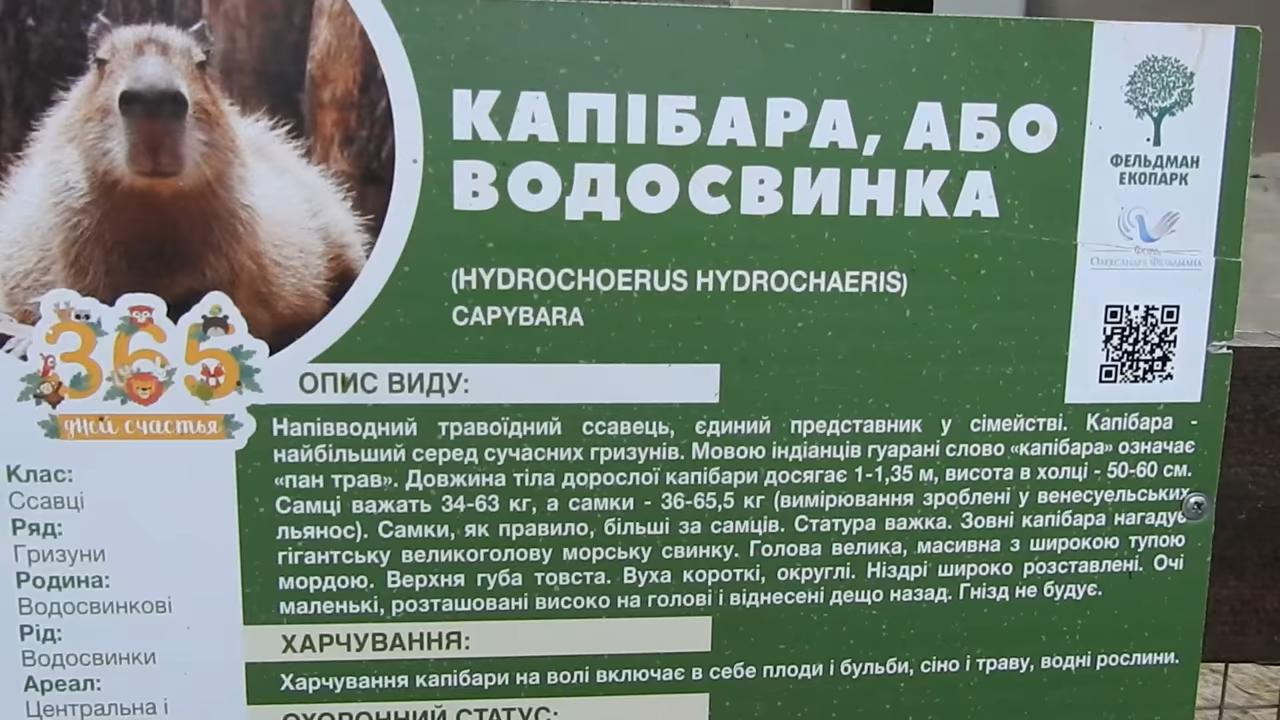 КАПІБАРА, АБО
ВОДОСВИНКА
(HYDROCHOERUS HYDROCHAERIS)
CAPYBARA
ФЕЛЬДМАН
ЕКОПАРК
Фонд
Олександра Фельдмана
365
дней счастья
ОПИС ВИДУ:
Напівводний травоїдний ссавець, єдиний представник у сімействі. Капібара -
найбільший серед сучасних гризунів. Мовою індіанців гуарані слово «капібара» означає
«пан трав». Довжина тіла дорослої капібари досягає 1-1,35 м, висота в холці - 50-60 см.
Самці важать 34-63 кг, а самки - 36-65,5 кг (вимірювання зроблені у венесуельських
льянос). Самки, як правило, більші за самців. Статура важка. Зовні капібара нагадує
гігантську великоголову морську свинку. Голова велика, масивна з широкою тупою
мордою. Верхня губа товста. Вуха короткі, округлі. Ніздрі широко розставлені. Очі
маленькі, розташовані високо на голові і віднесені дещо назад. Гнізд не будує.
ХАРЧУВАННЯ:
Харчування капібари на волі включає в себе плоди і бульби, сіно і траву, водні рослини.
ОХОРОННИЙ СТАТУС:
Клас:
Ссавці
Ряд:
Гризуни
Родина:
Водосвинкові
Рід:
Водосвинки
Ареал:
Центральна і